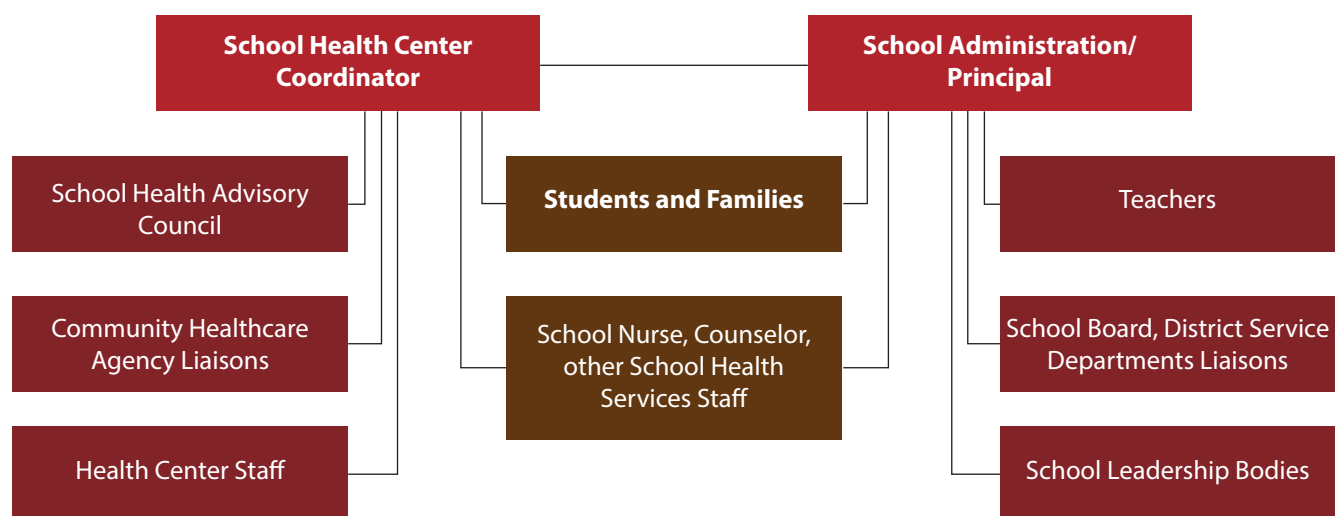 School Health Center
Coordinator
School Administration/
Principal
School Health Advisory
Council
Students and Families
Teachers
Community Healthcare
Agency Liaisons
School Nurse, Counselor,
other School Health
Services Staff
School Board, District Service
Departments Liaisons
Health Center Staff
School Leadership Bodies